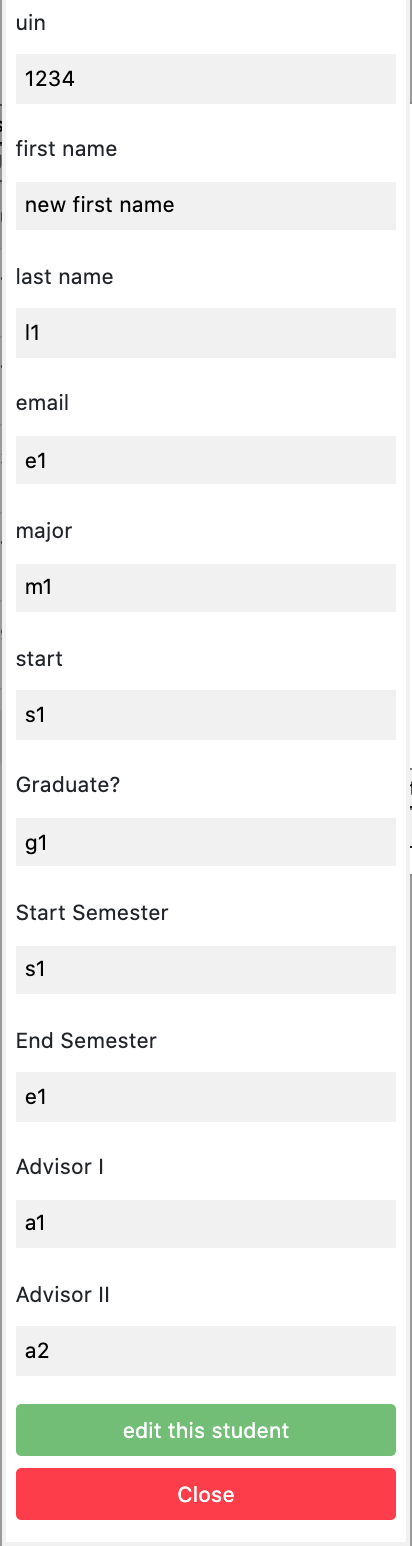 uin
1234
first name
new first name
last name
l1
email
e1
major
m1
start
s1
Graduate?
g1
Start Semester
s1
End Semester
e1
Advisor I
a1
Advisor II
a2
edit this student
Close